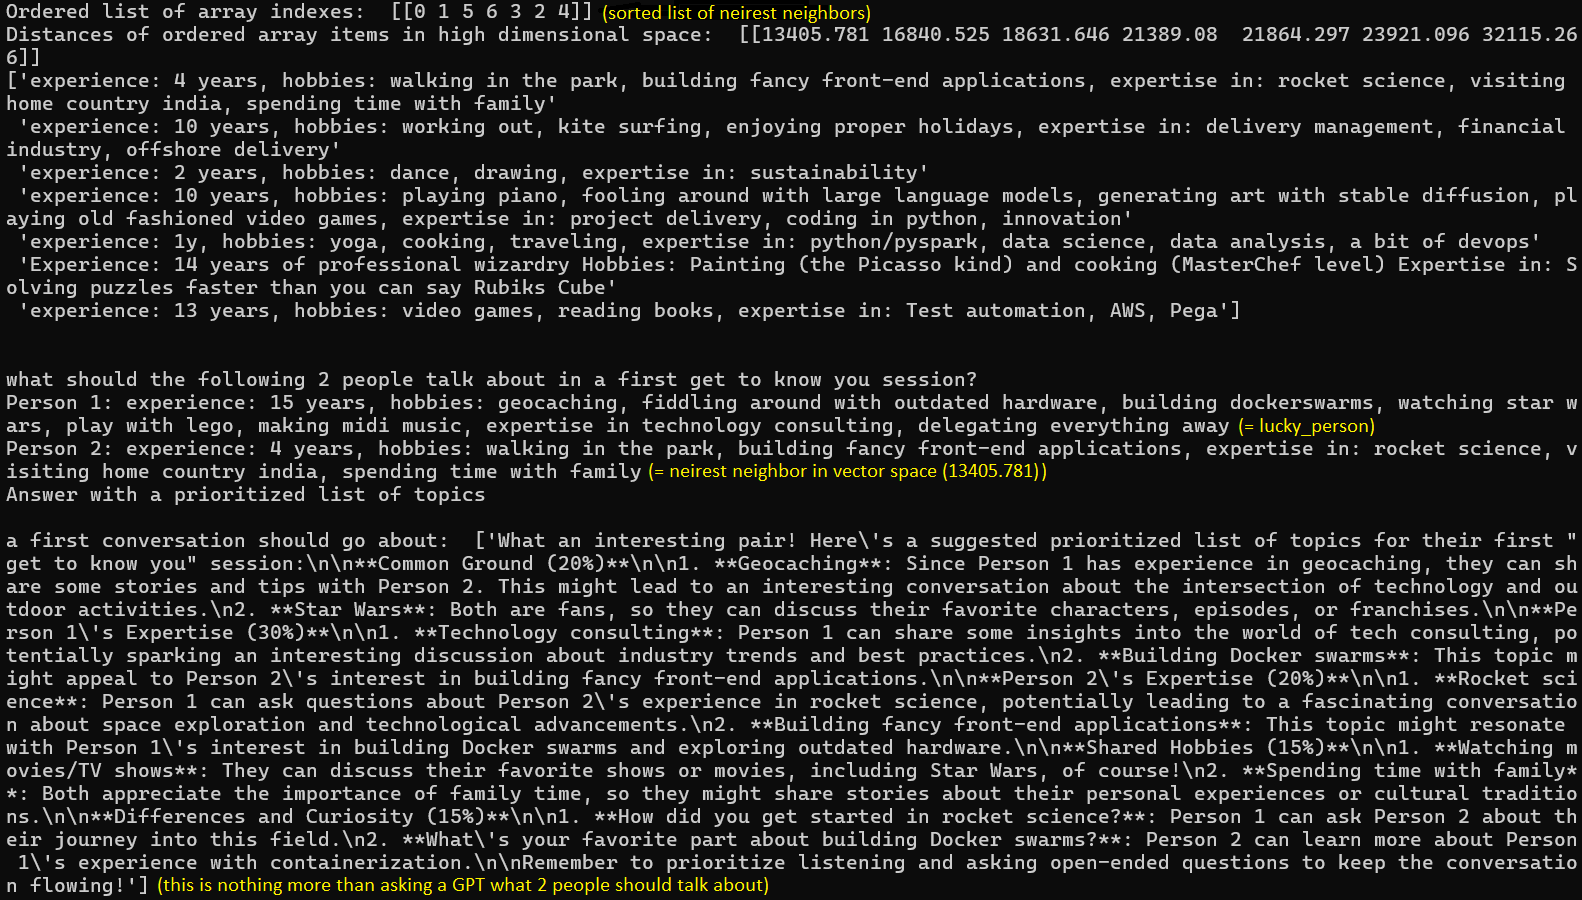 Ordered list of array indexes:  [[0 1 5 6 3 2 4]] (sorted list of neirest neighbors)
Distances of ordered array items in high dimensional space:  [[13405.781 16840.525 18631.646 21389.08  21864.297 23921.096 32115.26
6]]
['experience: 4 years, hobbies: walking in the park, building fancy front-end applications, expertise in: rocket science, visiting
home country india, spending time with family'
 'experience: 10 years, hobbies: working out, kite surfing, enjoying proper holidays, expertise in: delivery management, financial
industry, offshore delivery'
 'experience: 2 years, hobbies: dance, drawing, expertise in: sustainability'
 'experience: 10 years, hobbies: playing piano, fooling around with large language models, generating art with stable diffusion, pl
aying old fashioned video games, expertise in: project delivery, coding in python, innovation'
 'experience: 1y, hobbies: yoga, cooking, traveling, expertise in: python/pyspark, data science, data analysis, a bit of devops'
 'Experience: 14 years of professional wizardry Hobbies: Painting (the Picasso kind) and cooking (MasterChef level) Expertise in: S
olving puzzles faster than you can say Rubiks Cube'
 'experience: 13 years, hobbies: video games, reading books, expertise in: Test automation, AWS, Pega']
what should the following 2 people talk about in a first get to know you session?
Person 1: experience: 15 years, hobbies: geocaching, fiddling around with outdated hardware, building dockerswarms, watching star w
ars, play with lego, making midi music, expertise in technology consulting, delegating everything away (= lucky_person)
Person 2: experience: 4 years, hobbies: walking in the park, building fancy front-end applications, expertise in: rocket science, v
isiting home country india, spending time with family (= neirest neighbor in vector space (13405.781))
Answer with a prioritized list of topics
a first conversation should go about:  ['What an interesting pair! Here\'s a suggested prioritized list of topics for their first "
get to know you" session:\n\n**Common Ground (20%)**\n\n1. **Geocaching**: Since Person 1 has experience in geocaching, they can sh
are some stories and tips with Person 2. This might lead to an interesting conversation about the intersection of technology and ou
tdoor activities.\n2. **Star Wars**: Both are fans, so they can discuss their favorite characters, episodes, or franchises.\n\n**Pe
rson 1\'s Expertise (30%)**\n\n1. **Technology consulting**: Person 1 can share some insights into the world of tech consulting, po
tentially sparking an interesting discussion about industry trends and best practices.\n2. **Building Docker swarms**: This topic m
ight appeal to Person 2\'s interest in building fancy front-end applications.\n\n**Person 2\'s Expertise (20%)**\n\n1. **Rocket sci
ence**: Person 1 can ask questions about Person 2\'s experience in rocket science, potentially leading to a fascinating conversatio
n about space exploration and technological advancements.\n2. **Building fancy front-end applications**: This topic might resonate
with Person 1\'s interest in building Docker swarms and exploring outdated hardware.\n\n**Shared Hobbies (15%)**\n\n1. **Watching m
ovies/TV shows**: They can discuss their favorite shows or movies, including Star Wars, of course!\n2. **Spending time with family*
*: Both appreciate the importance of family time, so they might share stories about their personal experiences or cultural traditio
ns.\n\n**Differences and Curiosity (15%)**\n\n1. **How did you get started in rocket science?**: Person 1 can ask Person 2 about th
eir journey into this field.\n2. **What\'s your favorite part about building Docker swarms?**: Person 2 can learn more about Person
 1\'s experience with containerization.\n\nRemember to prioritize listening and asking open-ended questions to keep the conversatio
n flowing!'] (this is nothing more than asking a GPT what 2 people should talk about)